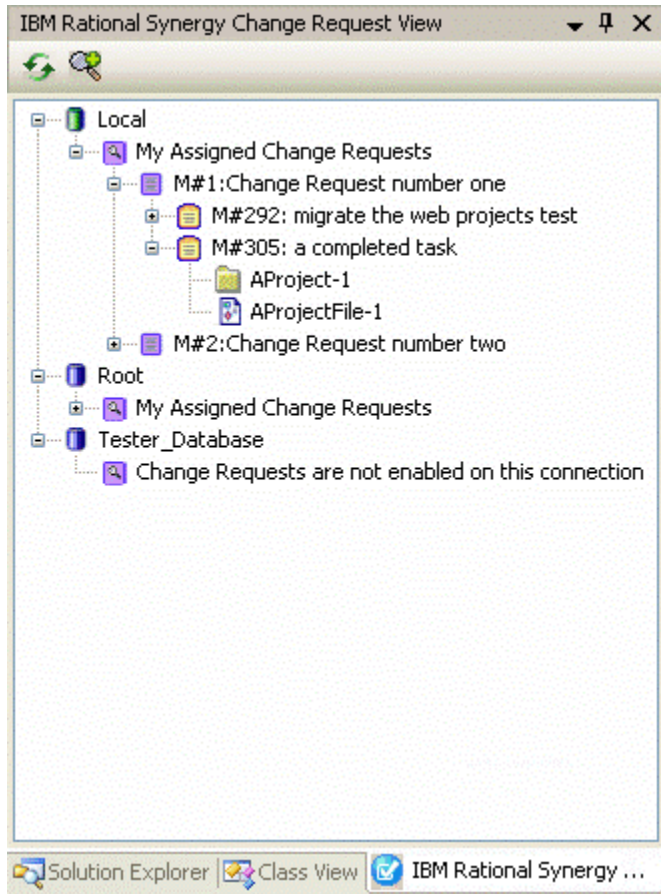 IBM Rational Synergy Change Request View
Local
My Assigned Change Requests
M#1:Change Request number one
M#292: migrate the web projects test
M#305: a completed task
AProject-1
AProjectFile-1
M#2:Change Request number two
Root
My Assigned Change Requests
Tester_Database
Change Requests are not enabled on this connection
Solution Explorer Class View IBM Rational Synergy ...